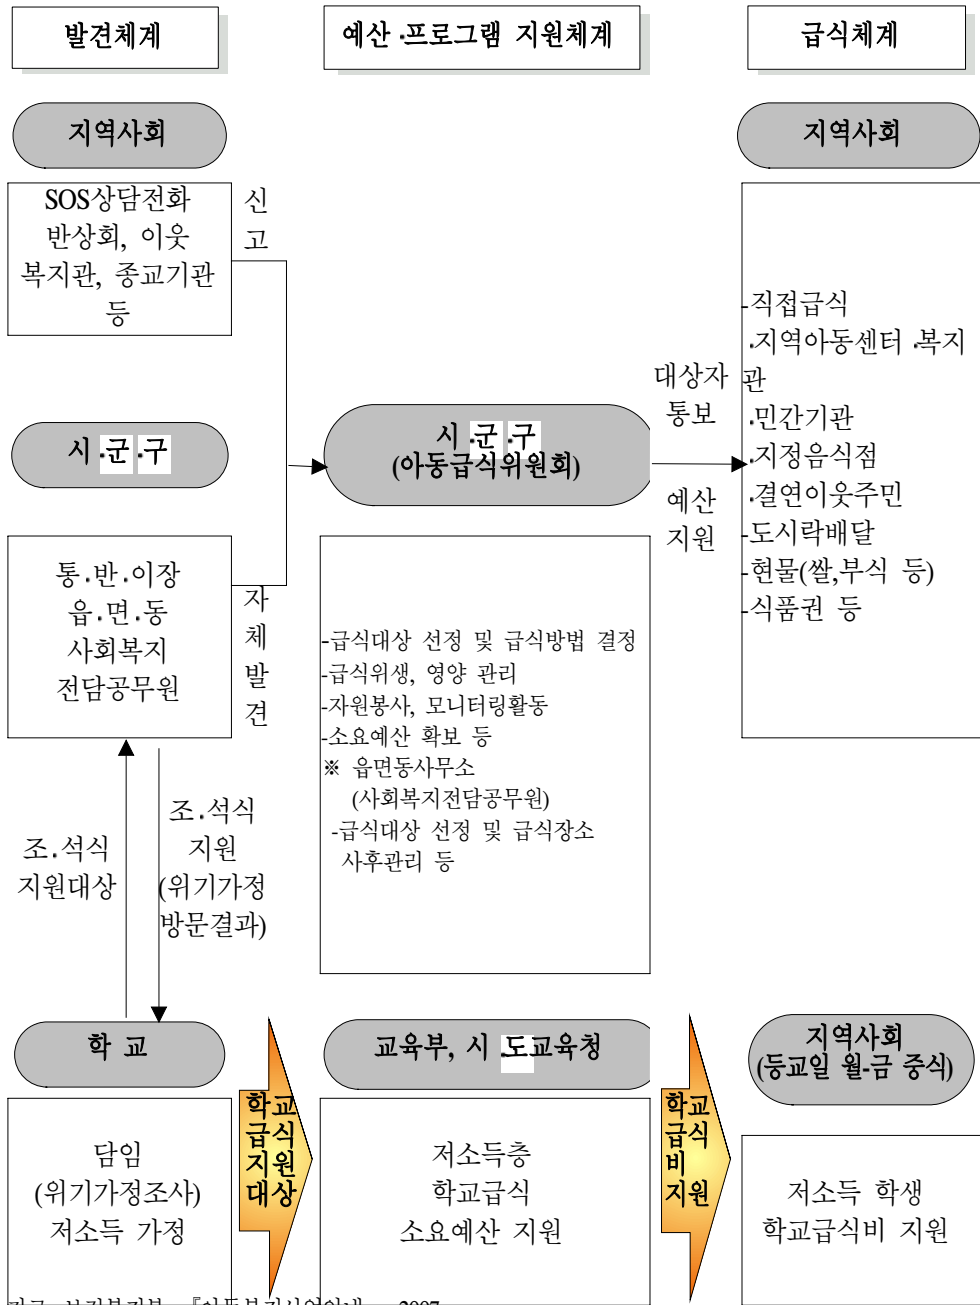 발견체계
예산·프로그램 지원체계
급식체계
지역사회
SOS상담전화
반상회, 이웃
복지관, 종교기관
등
신
고
시·군·구
통·반·이장
읍·면·동
사회복지
전담공무원
자
체
발
견
조·석식
지원대상
조·석식
지원
(위기가정
방문결과)
시·군·구
(아동급식위원회)
-급식대상 선정 및 급식방법 결정
-급식위생, 영양 관리
-자원봉사, 모니터링활동
-소요예산 확보 등
※ 읍면동사무소
(사회복지전담공무원)
-급식대상 선정 및 급식장소
사후관리 등
대상자
통보
예산
지원
지역사회
-직접급식
·지역아동센터·복지
관
·민간기관
·지정음식점
·결연이웃주민
-도시락배달
-현물(쌀,부식 등)
-식품권 등
학 교
담임
(위기가정조사)
저소득 가정
학교
급식
지원
대상
교육부, 시·도교육청
저소득층
학교급식
소요예산 지원
학교
급식
비
지원
지역사회
(등교일 월-금 중식)
저소득 학생
학교급식비 지원
2007